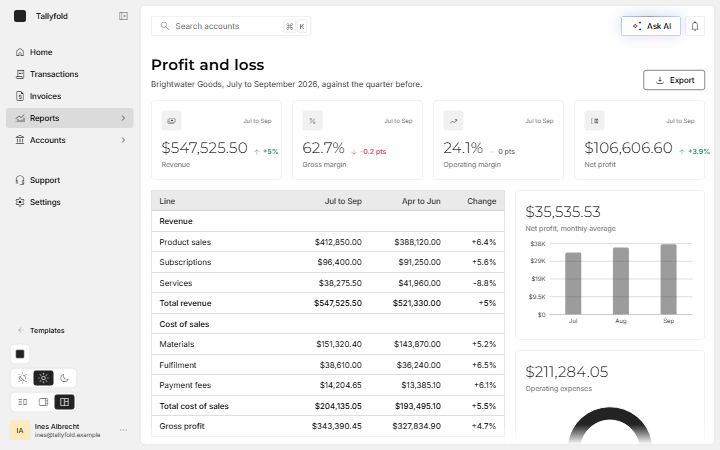 Tallyfold
Search accounts
⌘ K
Ask AI
Home
Transactions
Invoices
Reports
Accounts
Support
Settings
Templates
IA
Ines Albrecht
ines@tallyfold.example
Profit and loss
Brightwater Goods, July to September 2026, against the quarter before.
Export
Jul to Sep
$547,525.50 ↑ +5%
Revenue
Jul to Sep
62.7% ↓ -0.2 pts
Gross margin
Jul to Sep
24.1% 0 pts
Operating margin
Jul to Sep
$106,606.60 ↑ +3.9%
Net profit
Line Jul to Sep Apr to Jun Change
Revenue
Product sales $412,850.00 $388,120.00 +6.4%
Subscriptions $96,400.00 $91,250.00 +5.6%
Services $38,275.50 $41,960.00 -8.8%
Total revenue $547,525.50 $521,330.00 +5%
Cost of sales
Materials $151,320.40 $143,870.00 +5.2%
Fulfilment $38,610.00 $36,240.00 +6.5%
Payment fees $14,204.65 $13,385.10 +6.1%
Total cost of sales $204,135.05 $193,495.10 +5.5%
Gross profit $343,390.45 $327,834.90 +4.7%
$35,535.53
Net profit, monthly average
$38K
$29K
$19K
$9.5K
$0
Jul Aug Sep
$211,284.05
Operating expenses